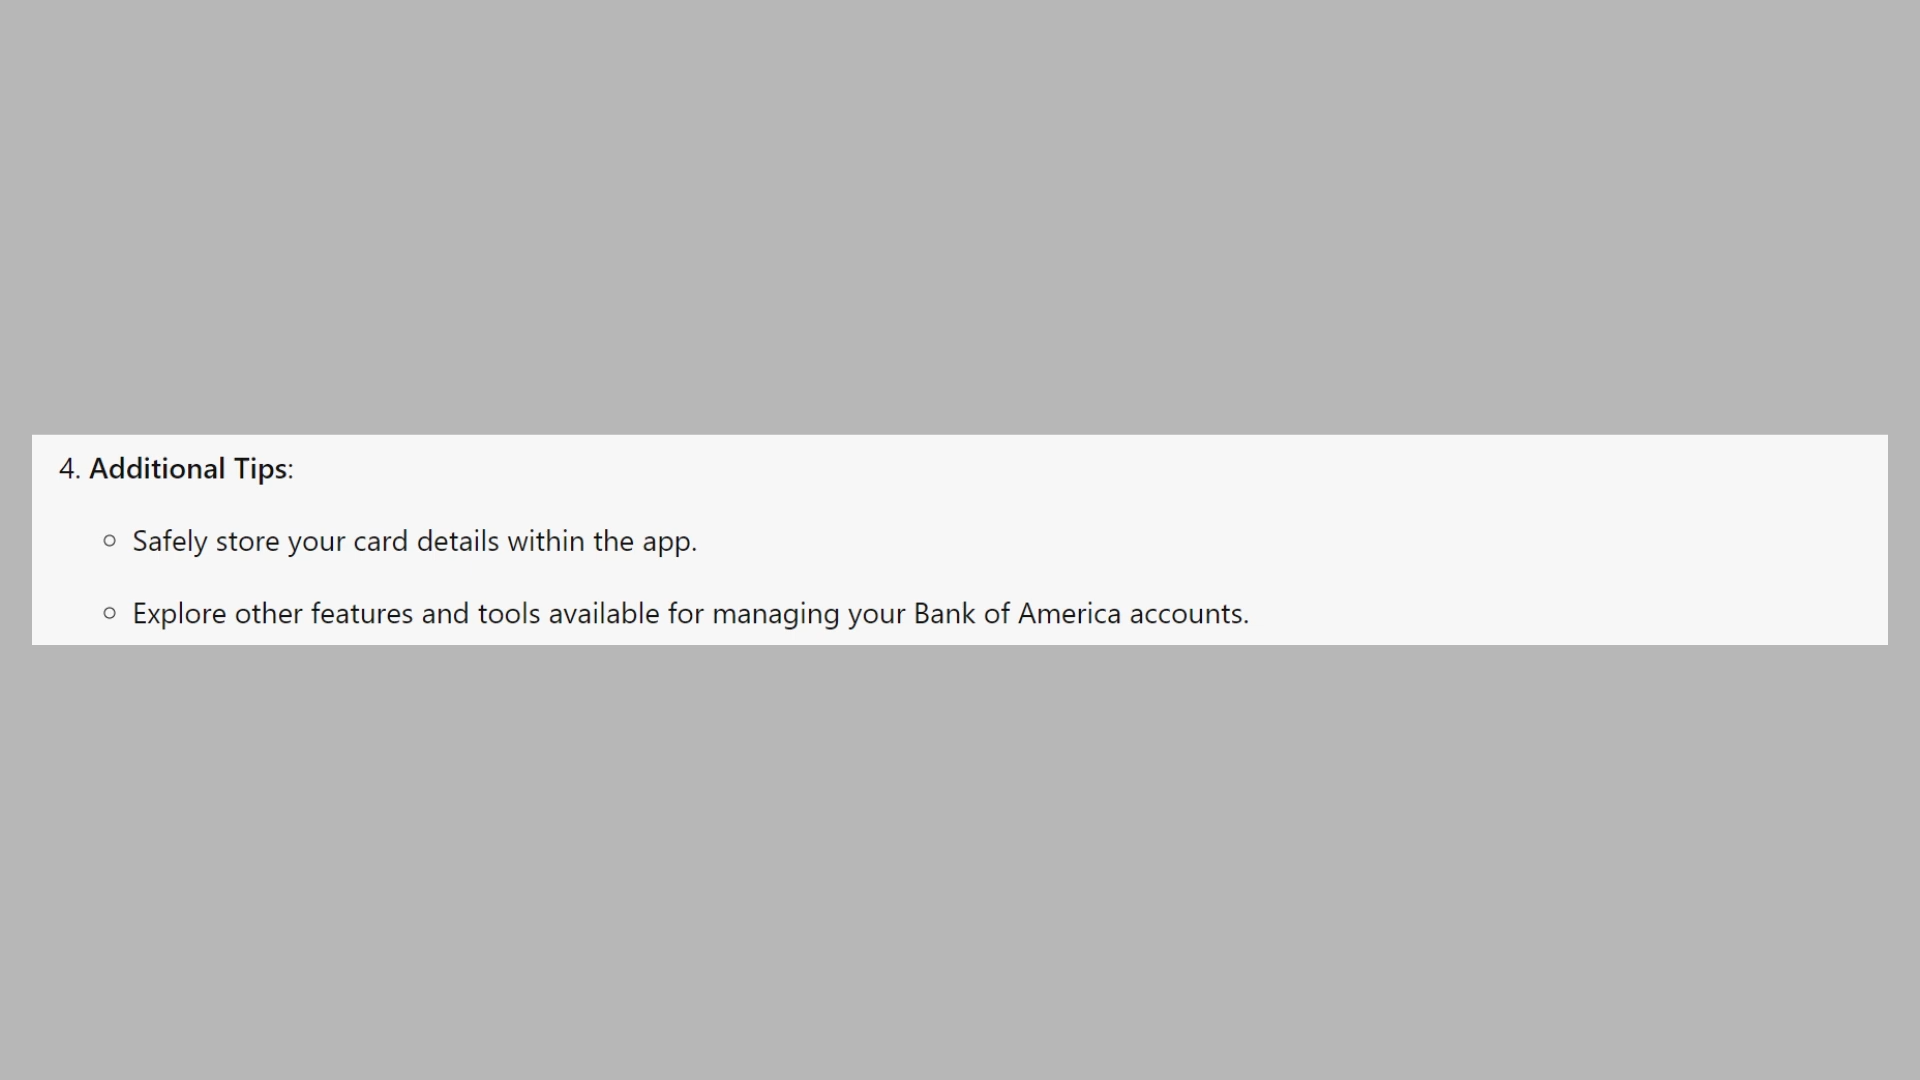 4. Additional Tips:
○ Safely store your card details within the app.
○ Explore other features and tools available for managing your Bank of America accounts.